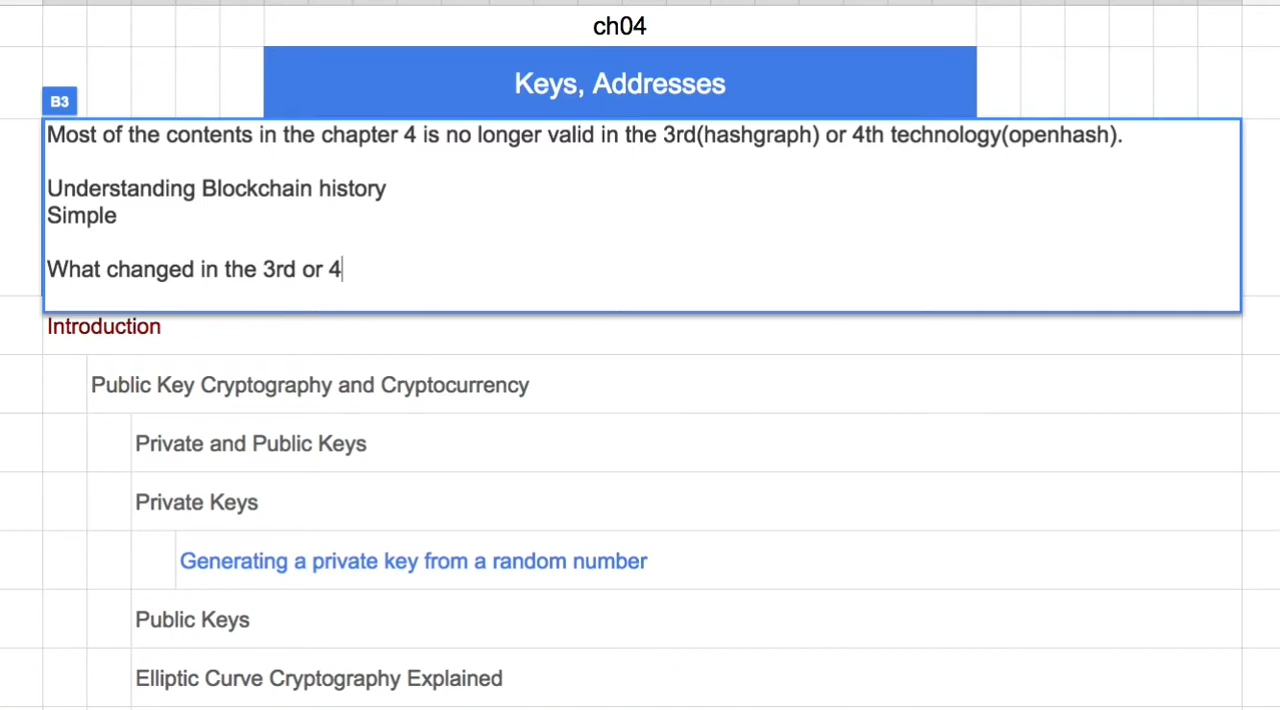 ch04
Keys, Addresses
B3
Most of the contents in the chapter 4 is no longer valid in the 3rd(hashgraph) or 4th technology(openhash).
Understanding Blockchain history
Simple
What changed in the 3rd or 4
Introduction
Public Key Cryptography and Cryptocurrency
Private and Public Keys
Private Keys
Generating a private key from a random number
Public Keys
Elliptic Curve Cryptography Explained